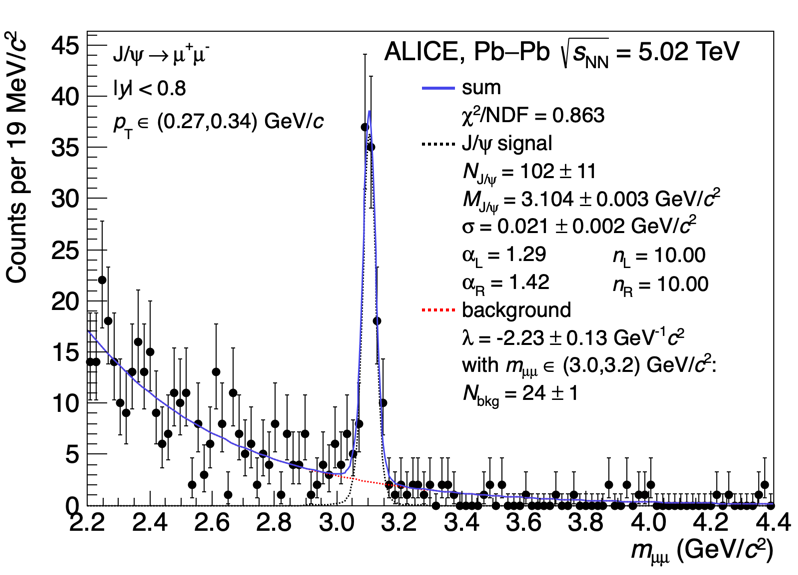 Counts per 19 MeV/c²
45
40
35
30
25
20
15
10
5
0
J/ψ → μ⁺μ⁻
|y| < 0.8
p_T ∈ (0.27,0.34) GeV/c
ALICE, Pb–Pb √s_NN = 5.02 TeV
sum
χ²/NDF = 0.863
J/ψ signal
N_J/ψ = 102 ± 11
M_J/ψ = 3.104 ± 0.003 GeV/c²
σ = 0.021 ± 0.002 GeV/c²
α_L = 1.29 n_L = 10.00
α_R = 1.42 n_R = 10.00
background
λ = -2.23 ± 0.13 GeV⁻¹c²
with m_μμ ∈ (3.0,3.2) GeV/c²:
N_bkg = 24 ± 1
2.2 2.4 2.6 2.8 3.0 3.2 3.4 3.6 3.8 4.0 4.2 4.4
m_μμ (GeV/c²)